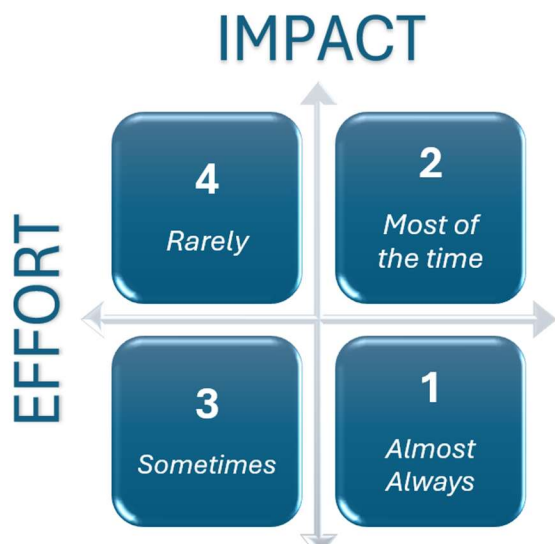 IMPACT
EFFORT
4
Rarely
2
Most of
the time
3
Sometimes
1
Almost
Always